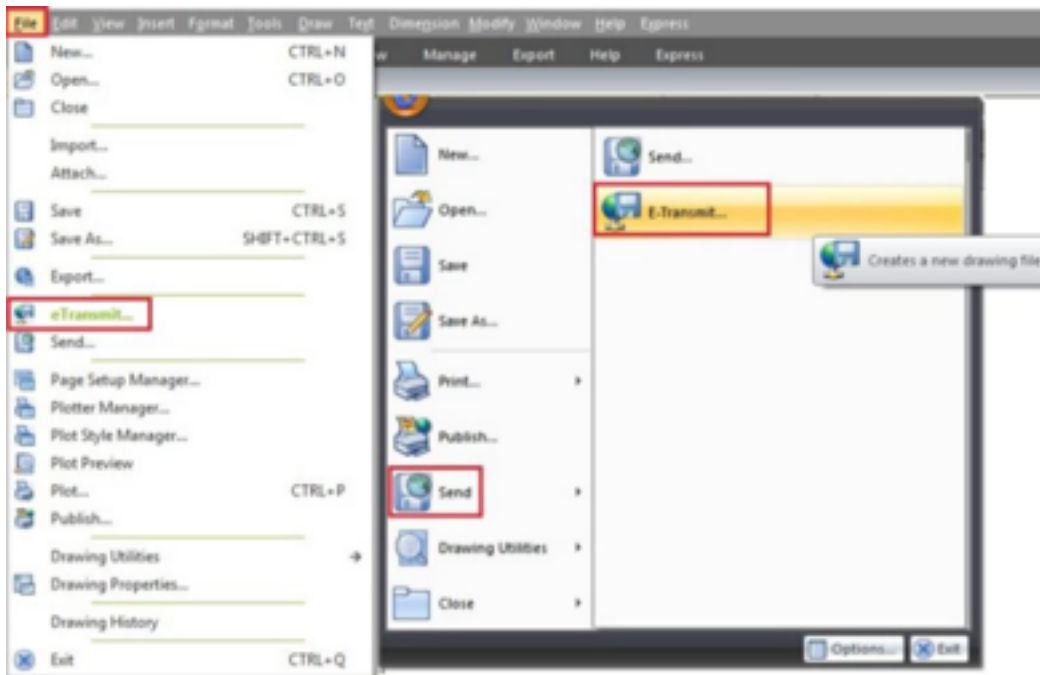 File Edit View Insert Format Tools Draw Text Dimension Modify Window Help Express
w Manage Export Help Express
New... CTRL+N
Open... CTRL+O
Close
Import...
Attach...
Save CTRL+S
Save As... SHIFT+CTRL+S
Export...
eTransmit...
Send...
Page Setup Manager...
Plotter Manager...
Plot Style Manager...
Plot Preview
Plot... CTRL+P
Publish...
Drawing Utilities
Drawing Properties...
Drawing History
Exit CTRL+Q
New...
Open...
Save
Save As...
Print...
Publish...
Send
Drawing Utilities
Close
Send...
E-Transmit...
Creates a new drawing file
Options...
Exit